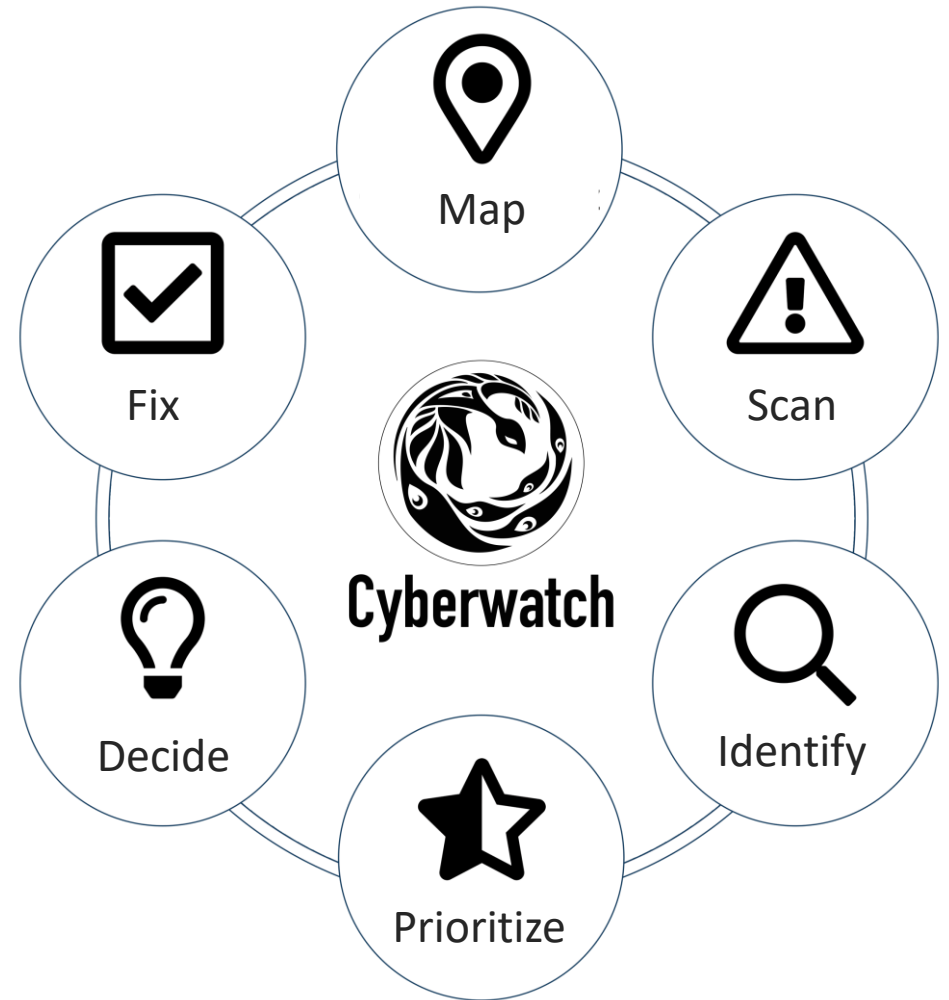 Map
Scan
Identify
Prioritize
Decide
Fix
Cyberwatch